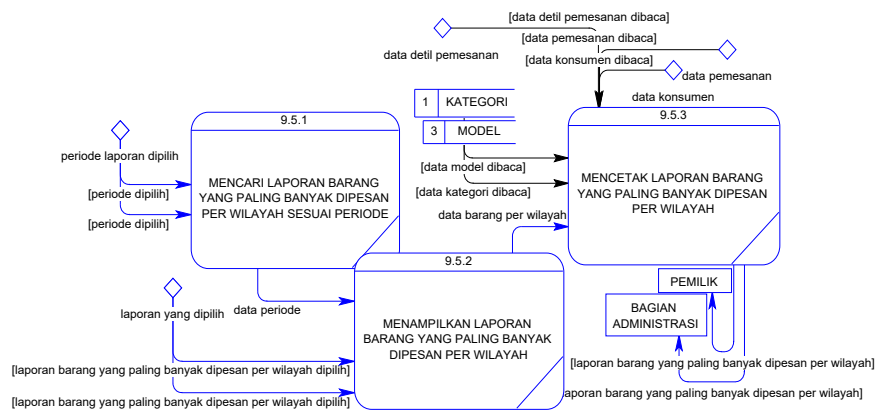 [data detil pemesanan dibaca]
[data pemesanan dibaca]
data detil pemesanan
[data konsumen dibaca]
data pemesanan
data konsumen
1 KATEGORI
3 MODEL
9.5.1
9.5.3
periode laporan dipilih
MENCARI LAPORAN BARANG
YANG PALING BANYAK DIPESAN
PER WILAYAH SESUAI PERIODE
[data model dibaca]
MENCETAK LAPORAN BARANG
YANG PALING BANYAK DIPESAN
PER WILAYAH
[periode dipilih]
[data kategori dibaca]
[periode dipilih]
data barang per wilayah
9.5.2
PEMILIK
laporan yang dipilih
data periode
BAGIAN
ADMINISTRASI
MENAMPILKAN LAPORAN
BARANG YANG PALING BANYAK
DIPESAN PER WILAYAH
[laporan barang yang paling banyak dipesan per wilayah dipilih]
[laporan barang yang paling banyak dipesan per wilayah]
[laporan barang yang paling banyak dipesan per wilayah dipilih]
laporan barang yang paling banyak dipesan per wilayah]